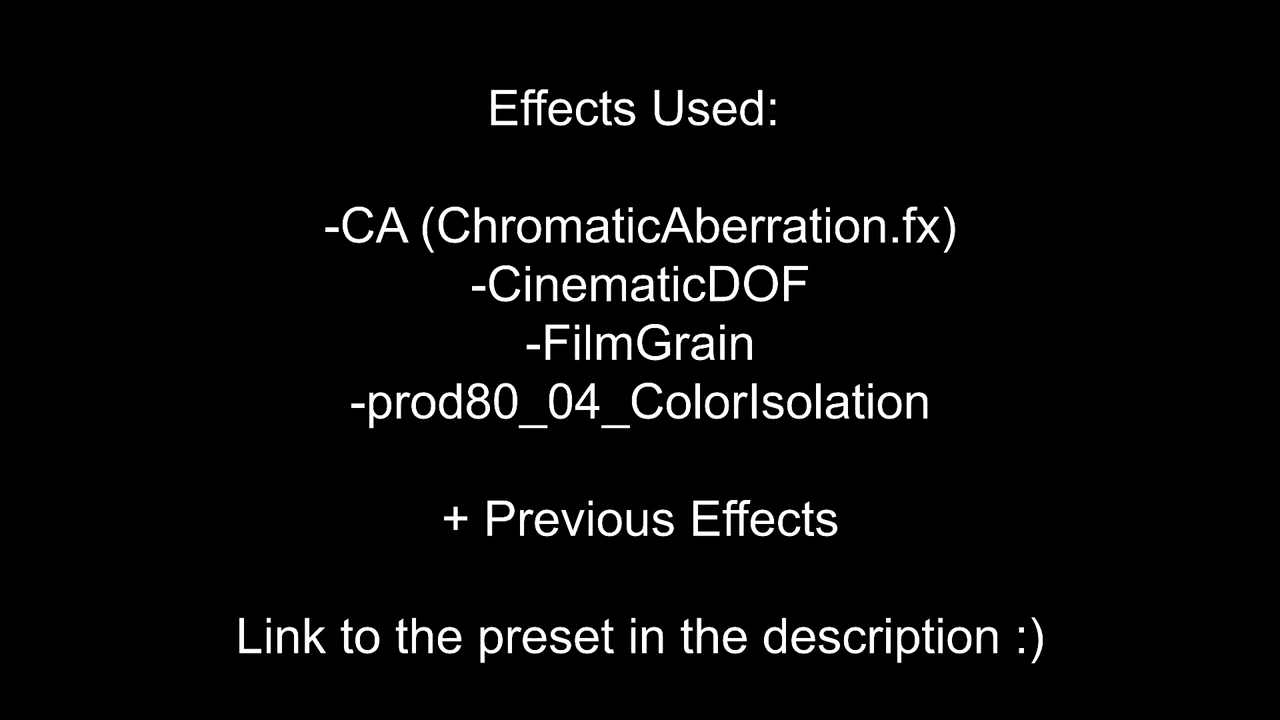 Effects Used:
-CA (ChromaticAberration.fx)
-CinematicDOF
-FilmGrain
-prod80_04_ColorIsolation
+ Previous Effects
Link to the preset in the description :)